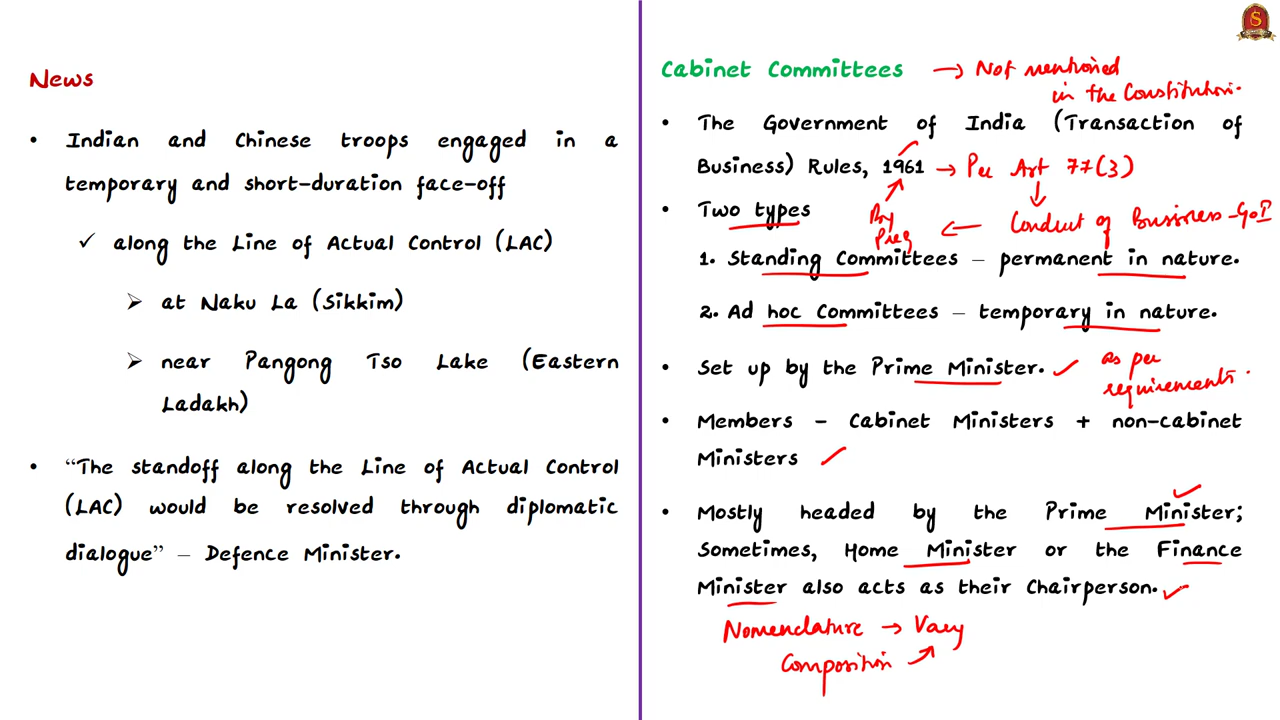 News
• Indian and Chinese troops engaged in a
temporary and short-duration face-off
✓ along the Line of Actual Control (LAC)
➢ at Naku La (Sikkim)
➢ near Pangong Tso Lake (Eastern
Ladakh)
• “The standoff along the Line of Actual Control
(LAC) would be resolved through diplomatic
dialogue” – Defence Minister.
Cabinet Committees → Not mentioned
in the Constitution.
• The Government of India (Transaction of
Business) Rules, 1961 → Per Art 77(3)
• Two types
By
Prez ← Conduct of Bussiness-GoI
1. Standing Committees – permanent in nature.
2. Ad hoc Committees – temporary in nature.
• Set up by the Prime Minister. ✓ as per
requirements.
• Members - Cabinet Ministers + non-cabinet
Ministers ✓
• Mostly headed by the Prime Minister;
Sometimes, Home Minister or the Finance
Minister also acts as their Chairperson. ✓
Nomenclature → Vary
Composition